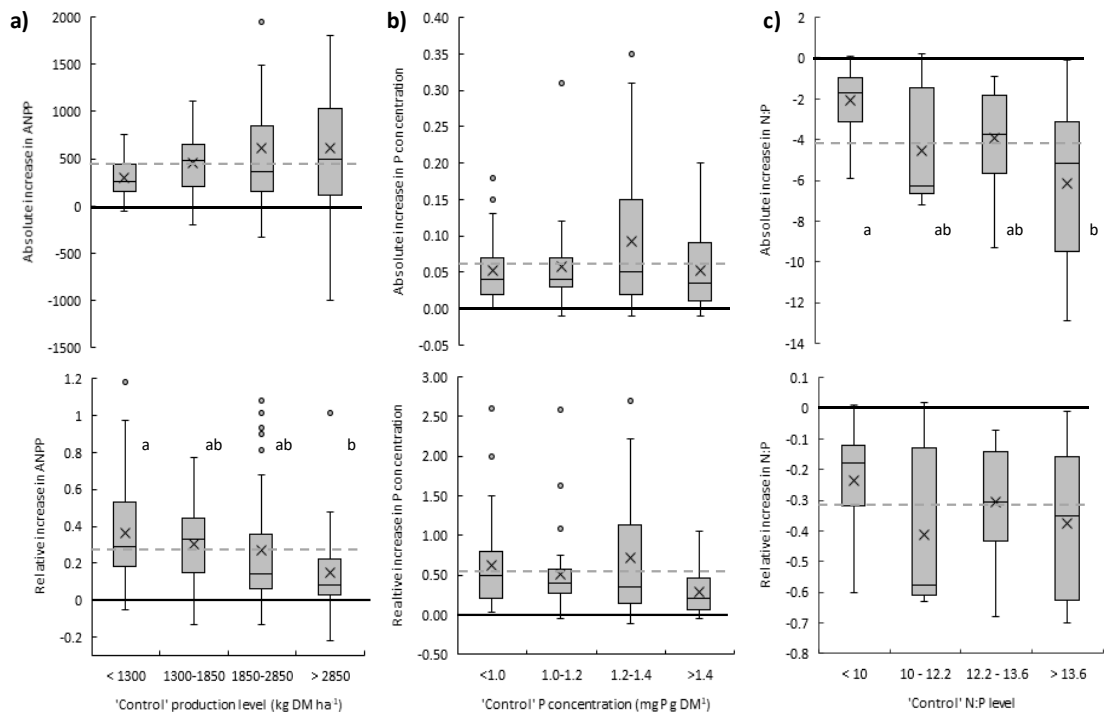 a)
Absolute increase in ANPP
2000
1500
1000
500
0
-500
-1000
-1500
Relative increase in ANPP
1.2
1
0.8
0.6
0.4
0.2
0
-0.2
a
ab
ab
b
< 1300
1300-1850
1850-2850
> 2850
'Control' production level (kg DM ha⁻¹)
b)
Absolute increase in P concentration
0.40
0.35
0.30
0.25
0.20
0.15
0.10
0.05
0.00
-0.05
Realtive increase in P concentration
3.00
2.50
2.00
1.50
1.00
0.50
0.00
-0.50
<1.0
1.0-1.2
1.2-1.4
>1.4
'Control' P concentration (mg P g DM¹)
c)
Absolute increase in N:P
0
-2
-4
-6
-8
-10
-12
-14
a
ab
ab
b
Relative increase in N:P
0.1
0
-0.1
-0.2
-0.3
-0.4
-0.5
-0.6
-0.7
-0.8
< 10
10 - 12.2
12.2 - 13.6
> 13.6
'Control' N:P level